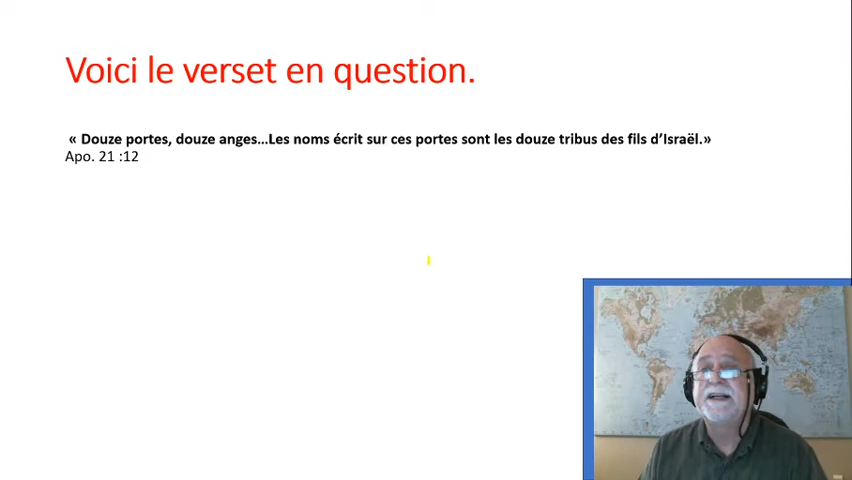 Voici le verset en question.
« Douze portes, douze anges...Les noms écrit sur ces portes sont les douze tribus des fils d’Israël.»
Apo. 21 :12